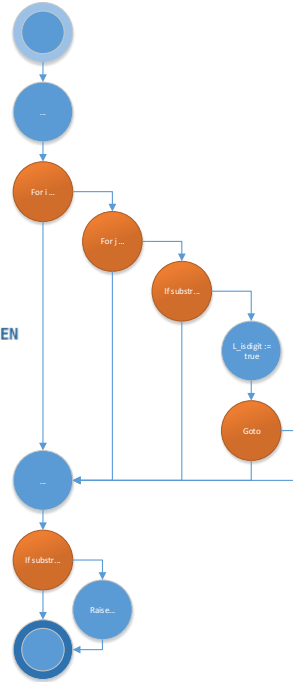 ...
For i ...
For j ...
If substr...
EN
L_isdigit :=
true
Goto
...
If substr...
Raise...